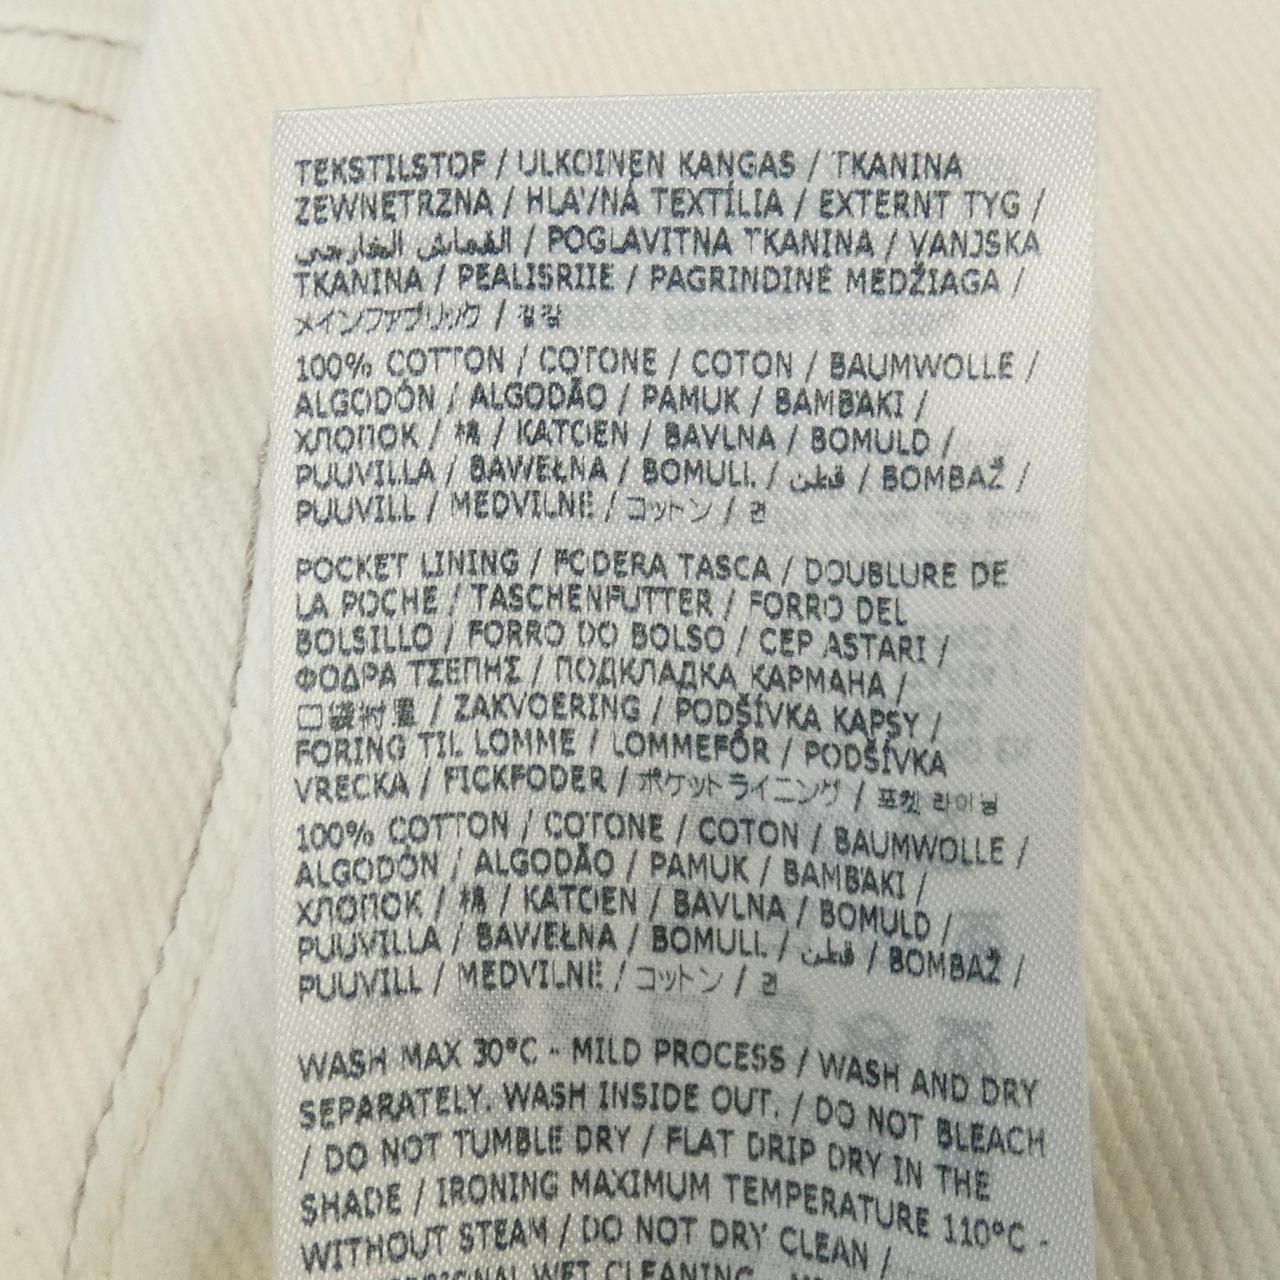 TEKSTILSTOF / ULKOINEN KANGAS / TKANINA
ZEWNĘTRZNA / HLAVNÁ TEXTÍLIA / EXTERNT TYG /
القماش الخارجي / POGLAVITNA TKANINA / VANJSKA
TKANINA / PEALISRIIE / PAGRINDINĖ MEDŽIAGA /
メインファブリック / 겉감
100% COTTON / COTONE / COTON / BAUMWOLLE /
ALGODÓN / ALGODÃO / PAMUK / BAMBAKI /
ХЛОПОК / 棉 / KATOEN / BAVLNA / BOMULD /
PUUVILLA / BAWEŁNA / BOMULL / قطن / BOMBAŽ /
PUUVILL / MEDVILNĖ / コットン / 면
POCKET LINING / FODERA TASCA / DOUBLURE DE
LA POCHE / TASCHENFUTTER / FORRO DEL
BOLSILLO / FORRO DO BOLSO / CEP ASTARI /
ΦΟΔΡΑ ΤΣΕΠΗΣ / ПОДКЛАДКА КАРМАНА /
口袋衬里 / ZAKVOERING / PODŠÍVKA KAPSY /
FORING TIL LOMME / LOMMEFÔR / PODŠÍVKA
VRECKA / FICKFODER / ポケットライニング / 포켓 라이닝
100% COTTON / COTONE / COTON / BAUMWOLLE /
ALGODÓN / ALGODÃO / PAMUK / BAMBAKI /
ХЛОПОК / 棉 / KATOEN / BAVLNA / BOMULD /
PUUVILLA / BAWEŁNA / BOMULL / قطن / BOMBAŽ /
PUUVILL / MEDVILNĖ / コットン / 면
WASH MAX 30°C - MILD PROCESS / WASH AND DRY
SEPARATELY. WASH INSIDE OUT. / DO NOT BLEACH
/ DO NOT TUMBLE DRY / FLAT DRIP DRY IN THE
SHADE / IRONING MAXIMUM TEMPERATURE 110°C -
WITHOUT STEAM / DO NOT DRY CLEAN /
WET CLEANING